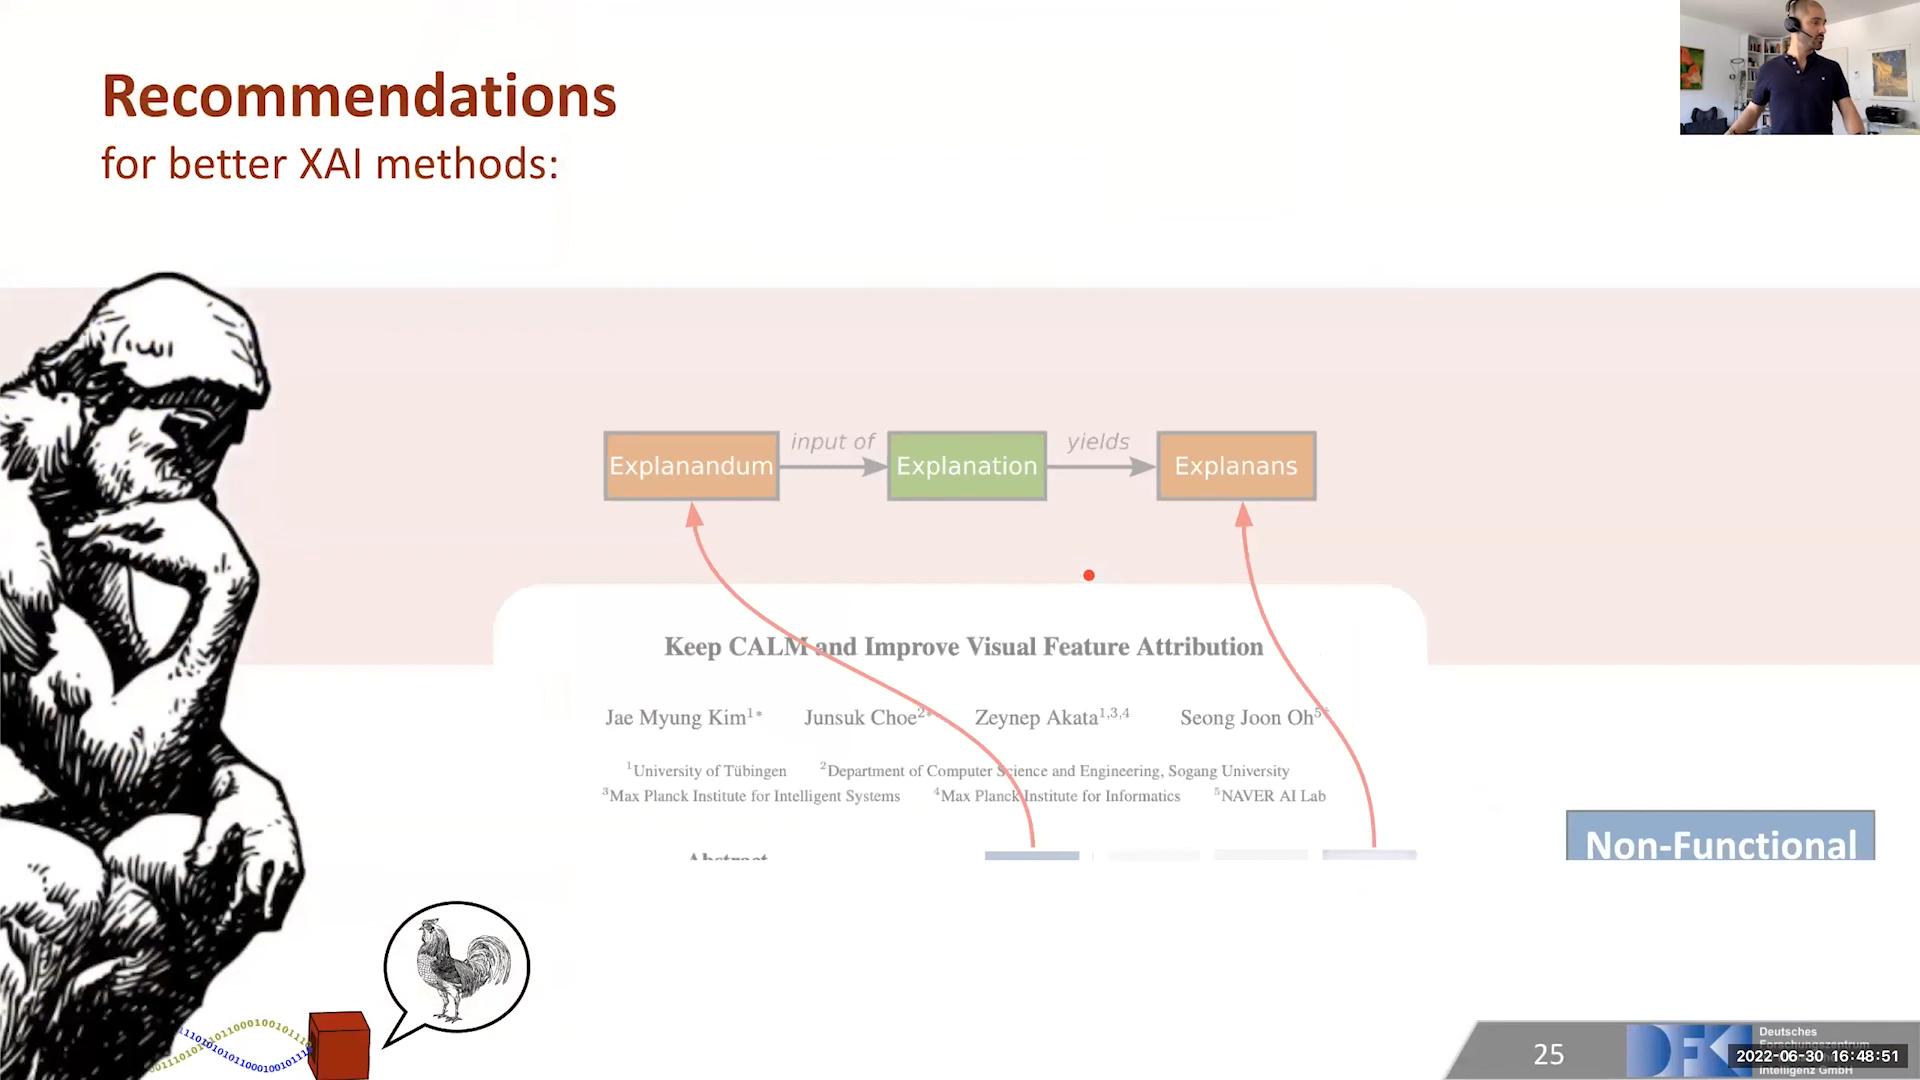 Recommendations
for better XAI methods:
Explanandum
input of
Explanation
yields
Explanans
Keep CALM and Improve Visual Feature Attribution
Jae Myung Kim1* Junsuk Choe2* Zeynep Akata1,3,4 Seong Joon Oh5
1University of Tübingen 2Department of Computer Science and Engineering, Sogang University
3Max Planck Institute for Intelligent Systems 4Max Planck Institute for Informatics 5NAVER AI Lab
Abstract
Non-Functional
25
DFK
Deutsches
Forschungszentrum
2022-06-30 16:48:51
Intelligenz GmbH